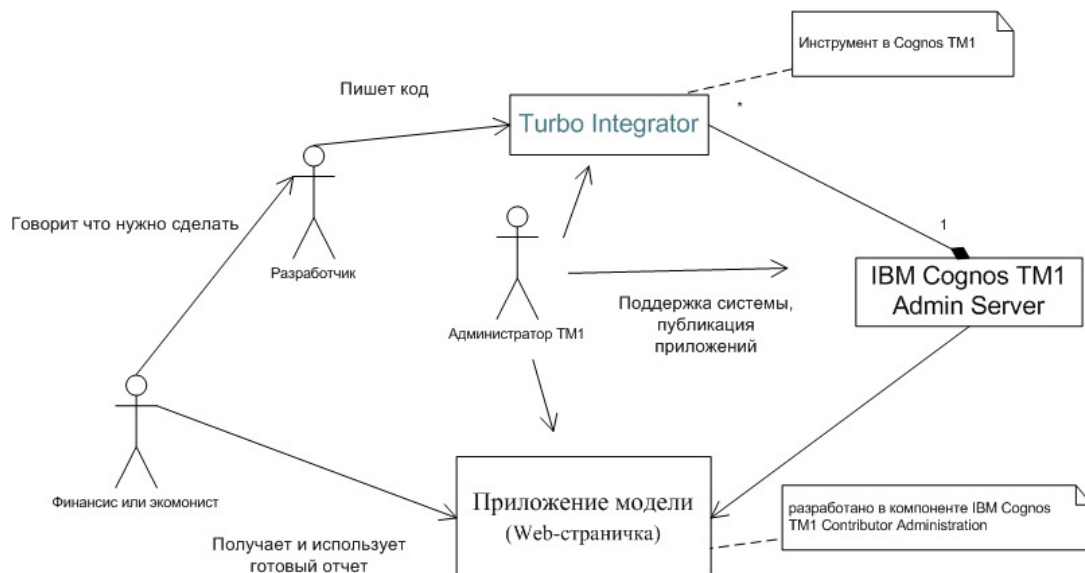 Инструмент в Cognos TM1
Пишет код
*
Turbo Integrator
Говорит что нужно сделать
Разработчик
1
IBM Cognos TM1
Admin Server
Поддержка системы,
публикация
приложений
Администратор TM1
Финансис или экомонист
Приложение модели
(Web-страничка)
разработано в компоненте IBM Cognos
TM1 Contributor Administration
Получает и использует
готовый отчет